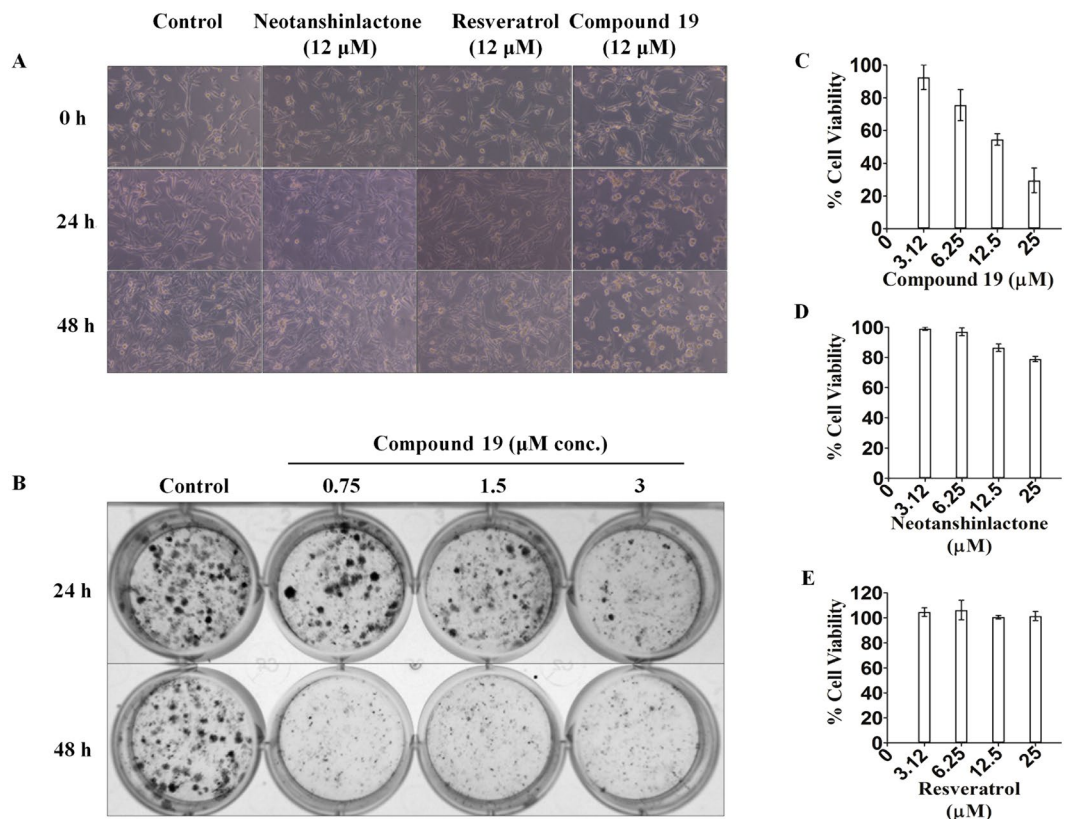 Control Neotanshinlactone Resveratrol Compound 19
(12 μM) (12 μM) (12 μM)
A
0 h
24 h
48 h
Compound 19 (μM conc.)
B
Control 0.75 1.5 3
24 h
48 h
C
% Cell Viability
100
80
60
40
20
0
0 3.12 6.25 12.5 25
Compound 19 (μM)
D
% Cell Viability
100
80
60
40
20
0
0 3.12 6.25 12.5 25
Neotanshinlactone
(μM)
E
% Cell Viability
120
100
80
60
40
20
0
0 3.12 6.25 12.5 25
Resveratrol
(μM)